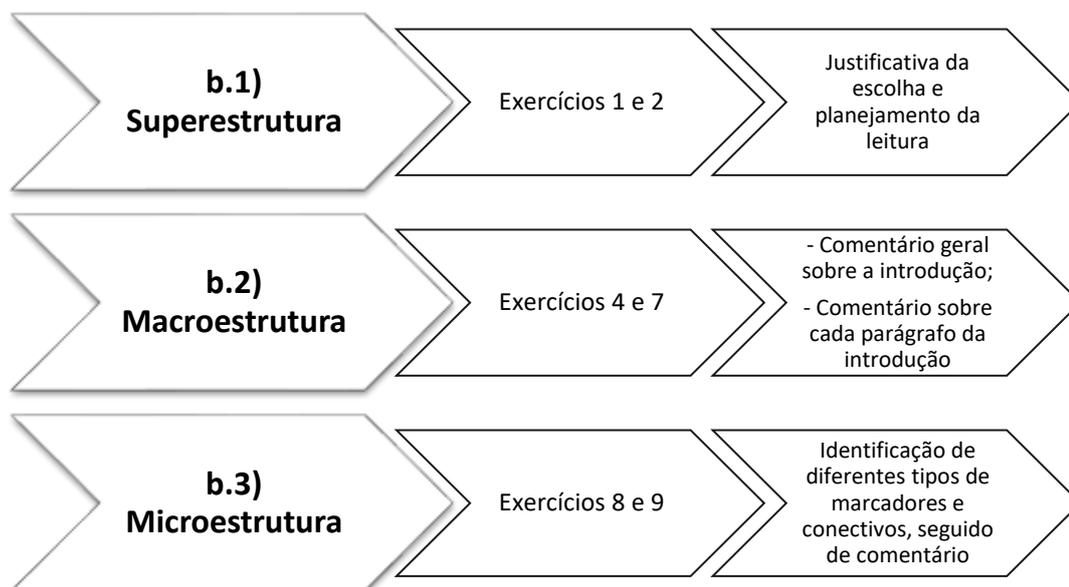 b.1)
Superestrutura
Exercícios 1 e 2
Justificativa da
escolha e
planejamento da
leitura
b.2)
Macroestrutura
Exercícios 4 e 7
- Comentário geral
sobre a introdução;
- Comentário sobre
cada parágrafo da
introdução
b.3)
Microestrutura
Exercícios 8 e 9
Identificação de
diferentes tipos de
marcadores e
conectivos, seguido
de comentário